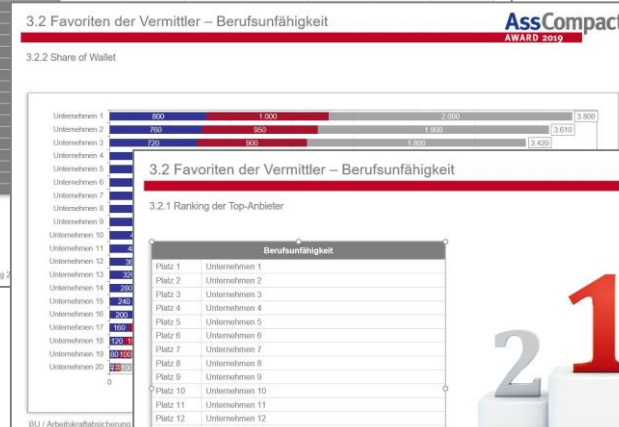 3.2 Favoriten der Vermittler – Berufsunfähigkeit
AssCompact
AWARD 2019
3.2.2 Share of Wallet
Unternehmen 1 800 1.000 2.000 3.800
Unternehmen 2 760 950 1.900 3.610
Unternehmen 3 720 900 1.800 3.420
Unternehmen 4
Unternehmen 5
Unternehmen 6
Unternehmen 7
Unternehmen 8
Unternehmen 9
Unternehmen 10
Unternehmen 11
Unternehmen 12
Unternehmen 13 320
Unternehmen 14 280
Unternehmen 15 240
Unternehmen 16 200
Unternehmen 17 160
Unternehmen 18 120
Unternehmen 19 80 100
Unternehmen 20
0
BU / Arbeitskraftabsicherung
3.2 Favoriten der Vermittler – Berufsunfähigkeit
3.2.1 Ranking der Top-Anbieter
Berufsunfähigkeit
Platz 1 Unternehmen 1
Platz 2 Unternehmen 2
Platz 3 Unternehmen 3
Platz 4 Unternehmen 4
Platz 5 Unternehmen 5
Platz 6 Unternehmen 6
Platz 7 Unternehmen 7
Platz 8 Unternehmen 8
Platz 9 Unternehmen 9
Platz 10 Unternehmen 10
Platz 11 Unternehmen 11
Platz 12 Unternehmen 12
2 1